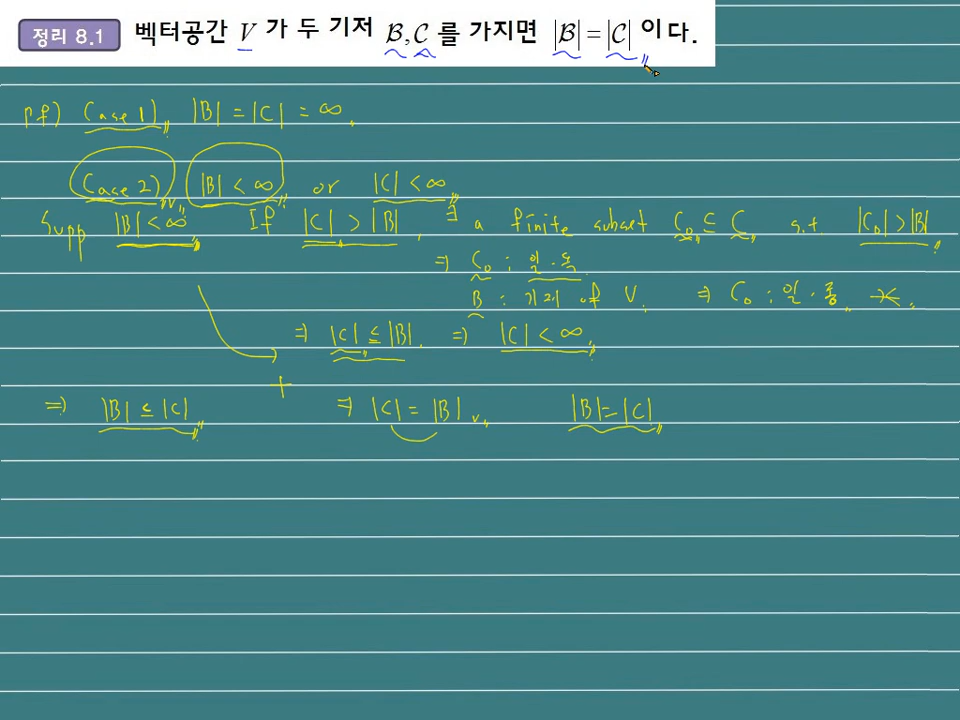 정리 8.1 벡터공간 V 가 두 기저 B, C 를 가지면 |B| = |C| 이다.
pf) Case 1) |B| = |C| = ∞.
Case 2) |B| < ∞ or |C| < ∞
Supp |B| < ∞ If |C| > |B|, ∃ a finite subset C₀ ⊆ C s.t |C₀| > |B|
⇒ C₀ : 일.독
B : 기저 of V. ⇒ C₀ : 일.종
⇒ |C| ≤ |B|. ⇒ |C| < ∞
+
⇒ |B| ≤ |C| ⇒ |C| = |B| |B| = |C|